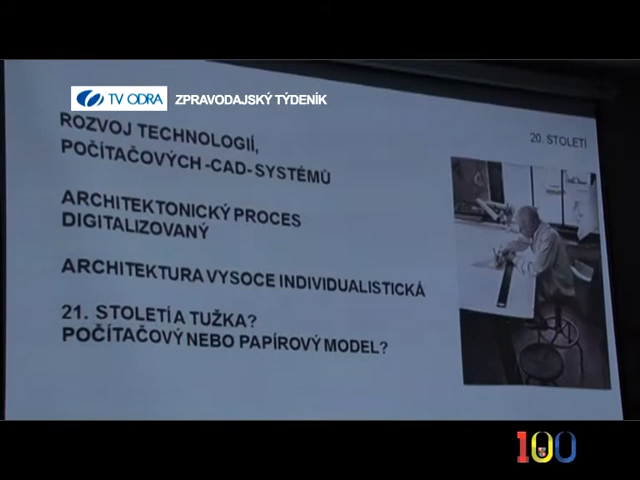 TV ODRA ZPRAVODAJSKÝ TÝDENÍK
ROZVOJ TECHNOLOGIÍ,
POČÍTAČOVÝCH -CAD- SYSTÉMŮ
20. STOLETÍ
ARCHITEKTONICKÝ PROCES
DIGITALIZOVANÝ
ARCHITEKTURA VYSOCE INDIVIDUALISTICKÁ
21. STOLETÍ A TUŽKA?
POČÍTAČOVÝ NEBO PAPÍROVÝ MODEL?
100